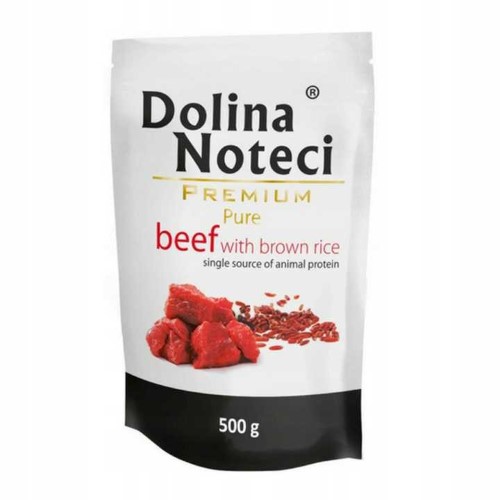 Dolina ®
Noteci
PREMIUM
Pure
beef with brown rice
single source of animal protein
500 g